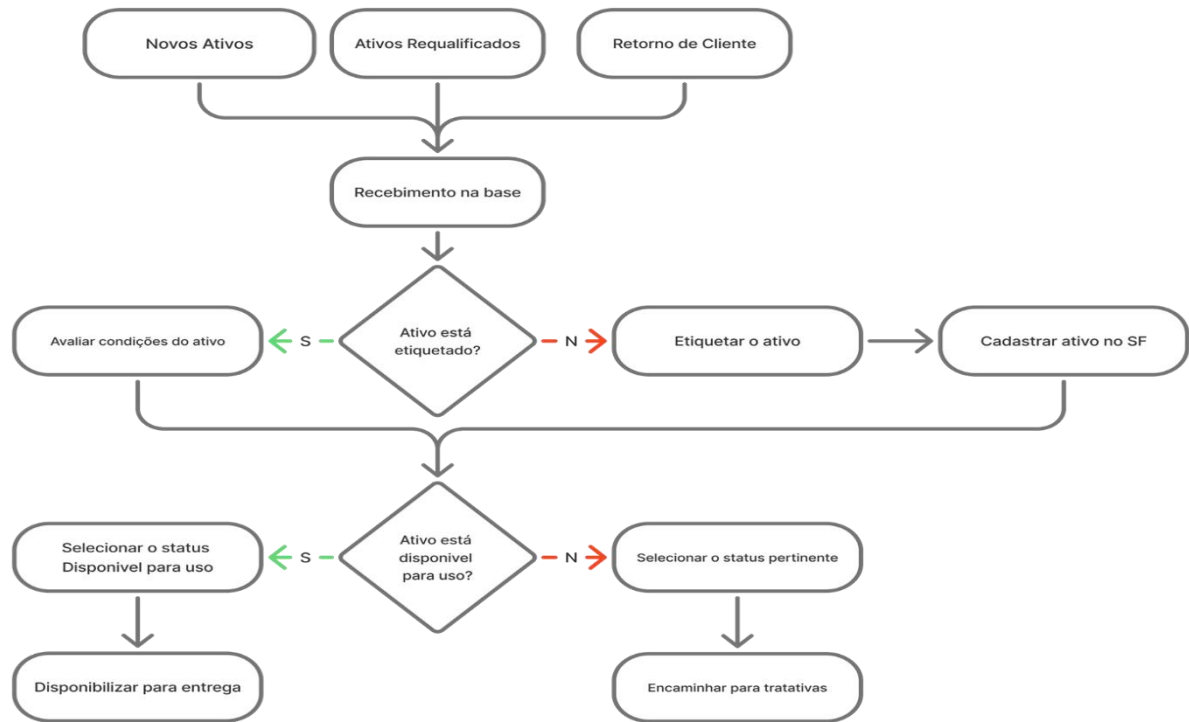 Novos Ativos
Ativos Requalificados
Retorno de Cliente
Recebimento na base
Avaliar condições do ativo
S
Ativo está
etiquetado?
N
Etiquetar o ativo
Cadastrar ativo no SF
Selecionar o status
Disponivel para uso
S
Ativo está
disponivel
para uso?
N
Selecionar o status pertinente
Disponibilizar para entrega
Encaminhar para tratativas